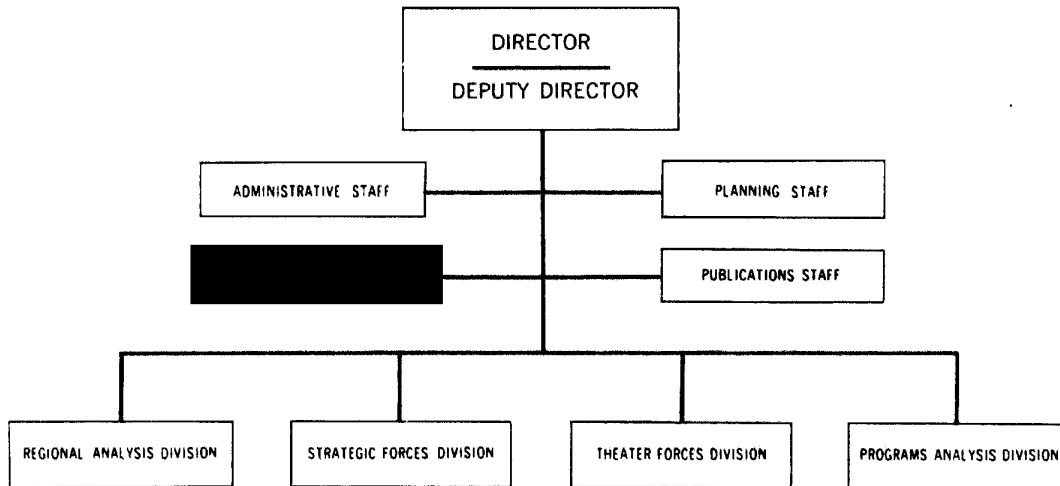 DIRECTOR
DEPUTY DIRECTOR
ADMINISTRATIVE STAFF
PLANNING STAFF
PUBLICATIONS STAFF
REGIONAL ANALYSIS DIVISION
STRATEGIC FORCES DIVISION
THEATER FORCES DIVISION
PROGRAMS ANALYSIS DIVISION